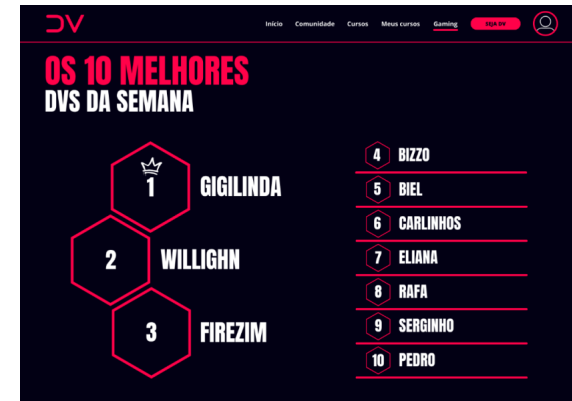 DV
Início Comunidade Cursos Meus cursos Gaming SEJA DV
OS 10 MELHORES
DVS DA SEMANA
1 GIGILINDA
2 WILLIGHN
3 FIREZIM
4 BIZZO
5 BIEL
6 CARLINHOS
7 ELIANA
8 RAFA
9 SERGINHO
10 PEDRO